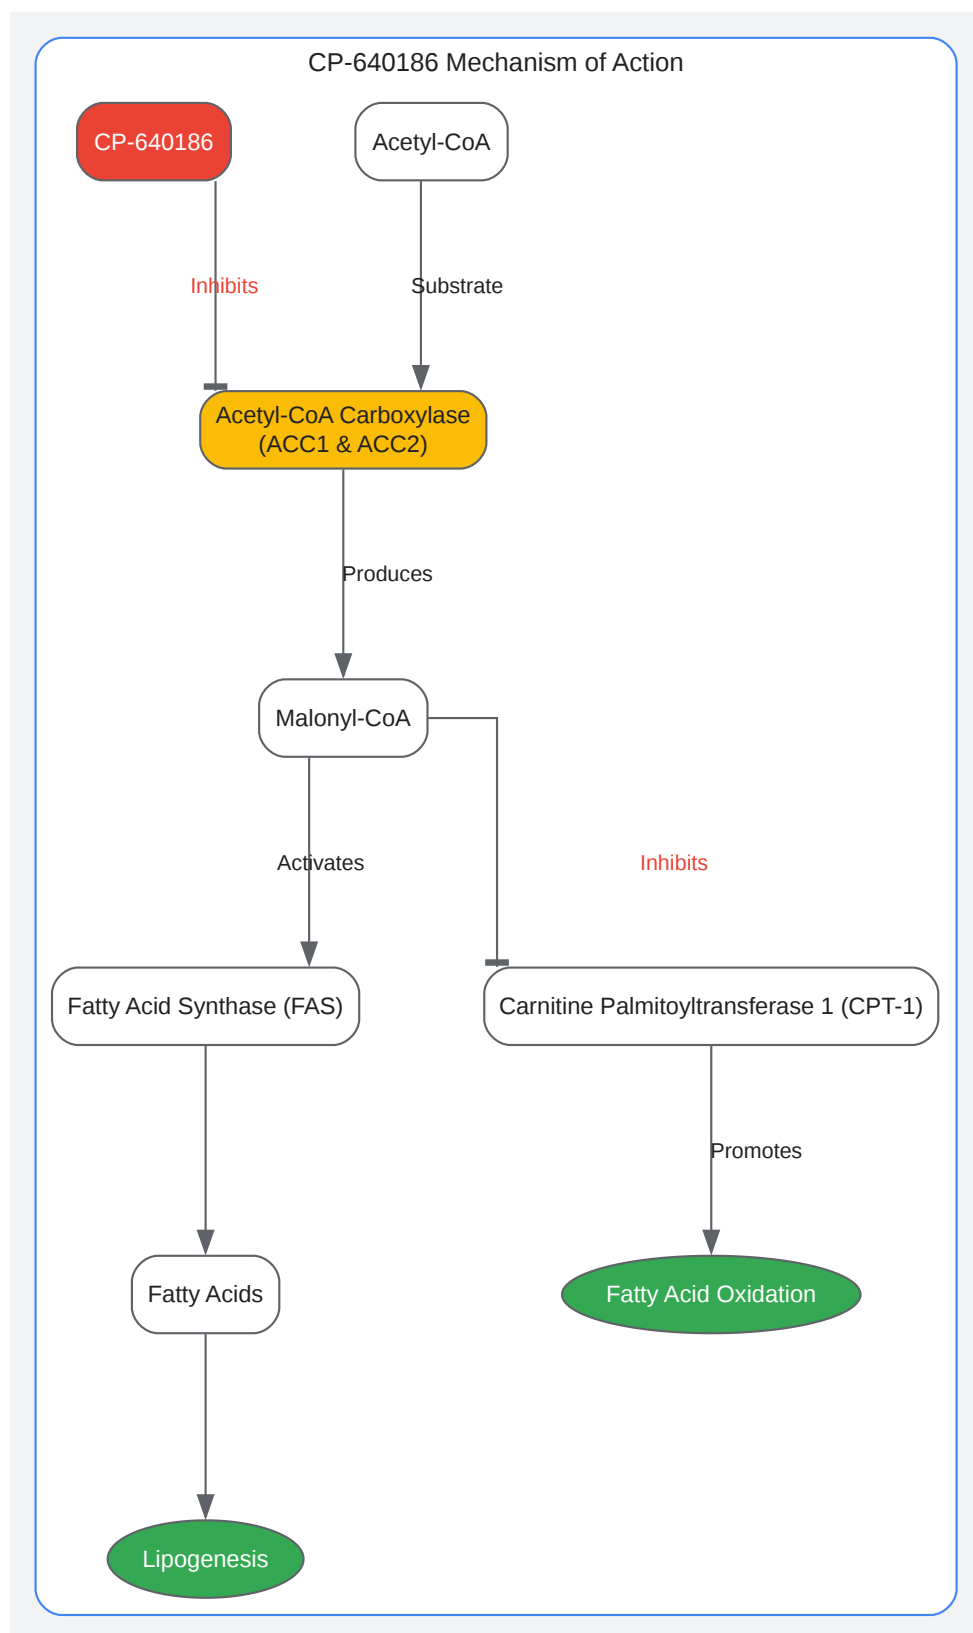 CP-640186 Mechanism of Action
CP-640186
Acetyl-CoA
Inhibits
Substrate
Acetyl-CoA Carboxylase
(ACC1 & ACC2)
Produces
Malonyl-CoA
Activates
Inhibits
Fatty Acid Synthase (FAS)
Carnitine Palmitoyltransferase 1 (CPT-1)
Promotes
Fatty Acids
Fatty Acid Oxidation
Lipogenesis